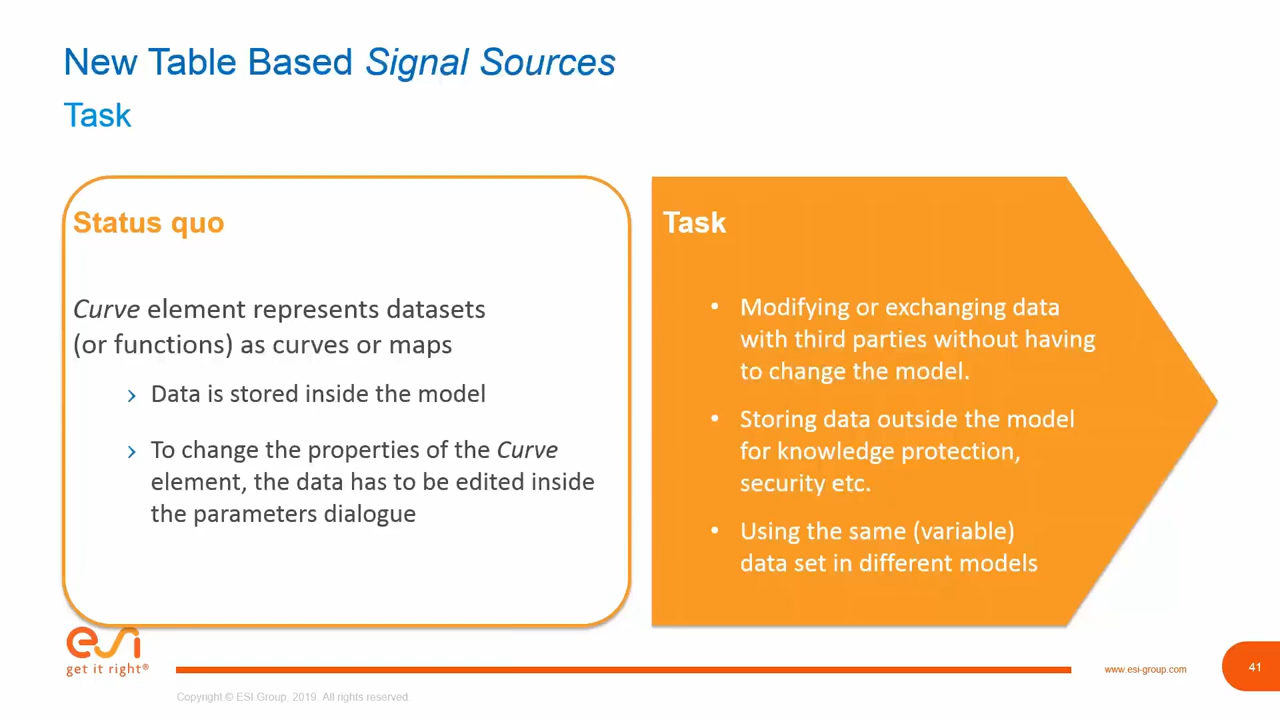 New Table Based Signal Sources
Task
Status quo
Curve element represents datasets
(or functions) as curves or maps
› Data is stored inside the model
› To change the properties of the Curve
element, the data has to be edited inside
the parameters dialogue
Task
• Modifying or exchanging data
with third parties without having
to change the model.
• Storing data outside the model
for knowledge protection,
security etc.
• Using the same (variable)
data set in different models
esi
get it right®
www.esi-group.com
41
Copyright © ESI Group, 2019. All rights reserved.